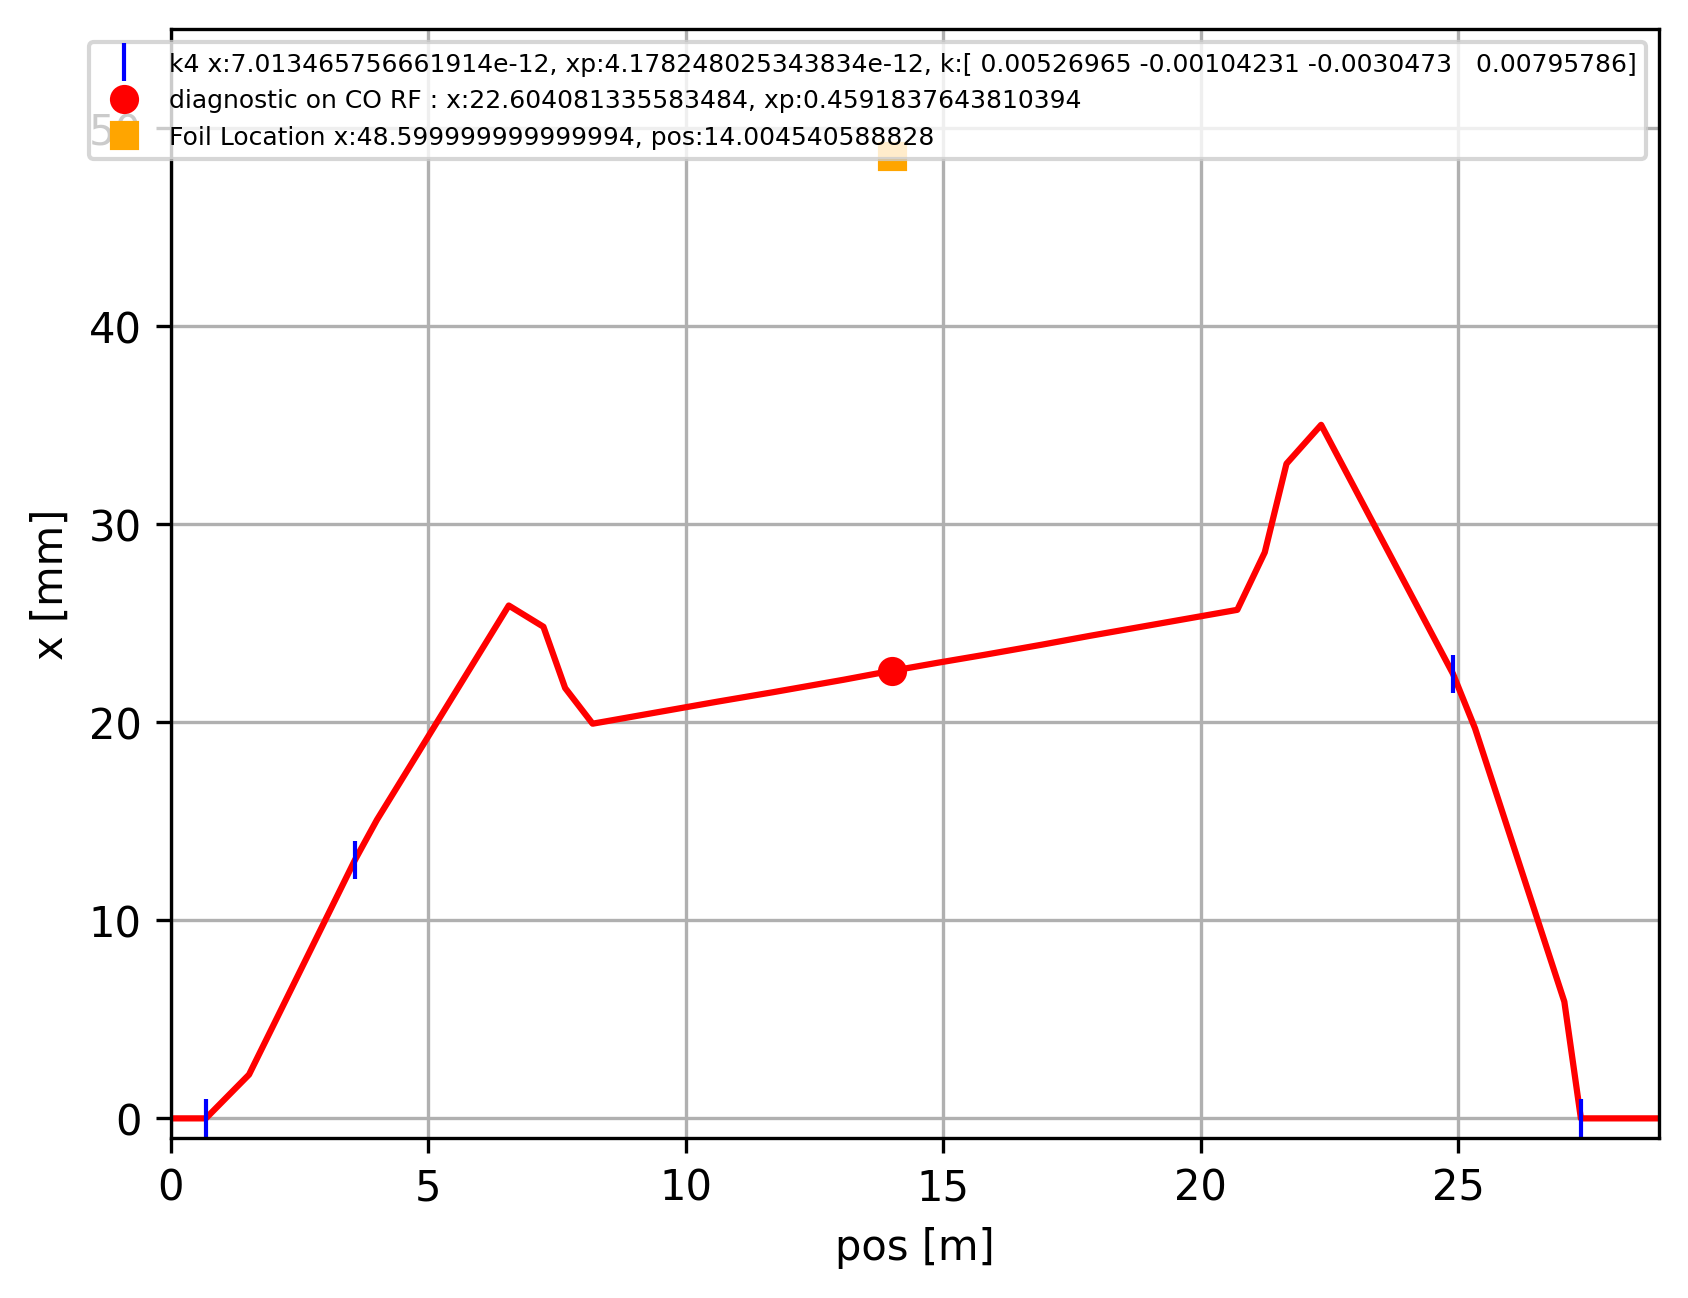 k4 x:7.013465756661914e-12, xp:4.178248025343834e-12, k:[ 0.00526965 -0.00104231 -0.0030473   0.00795786]
diagnostic on CO RF : x:22.604081335583484, xp:0.4591837643810394
50
Foil Location x:48.599999999999994, pos:14.004540588828
40
30
20
10
0
x [mm]
0 5 10 15 20 25
pos [m]